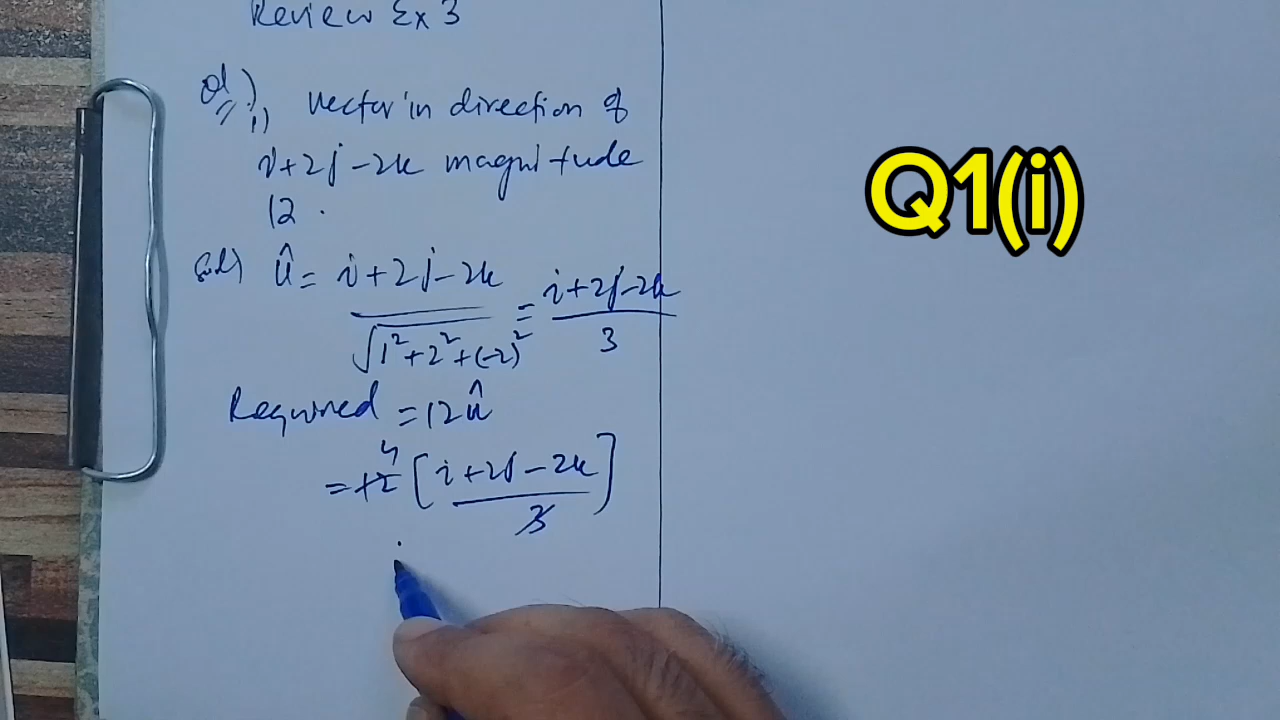 Review Ex 3
Q1)
i) vector in direction of
i+2j-2k magnitude
12.
Sol) û = i+2j-2k / √1²+2²+(-2)² = i+2j-2k / 3
Required = 12û
= 12 4 [ i+2j-2k / 3 ]
Q1(i)